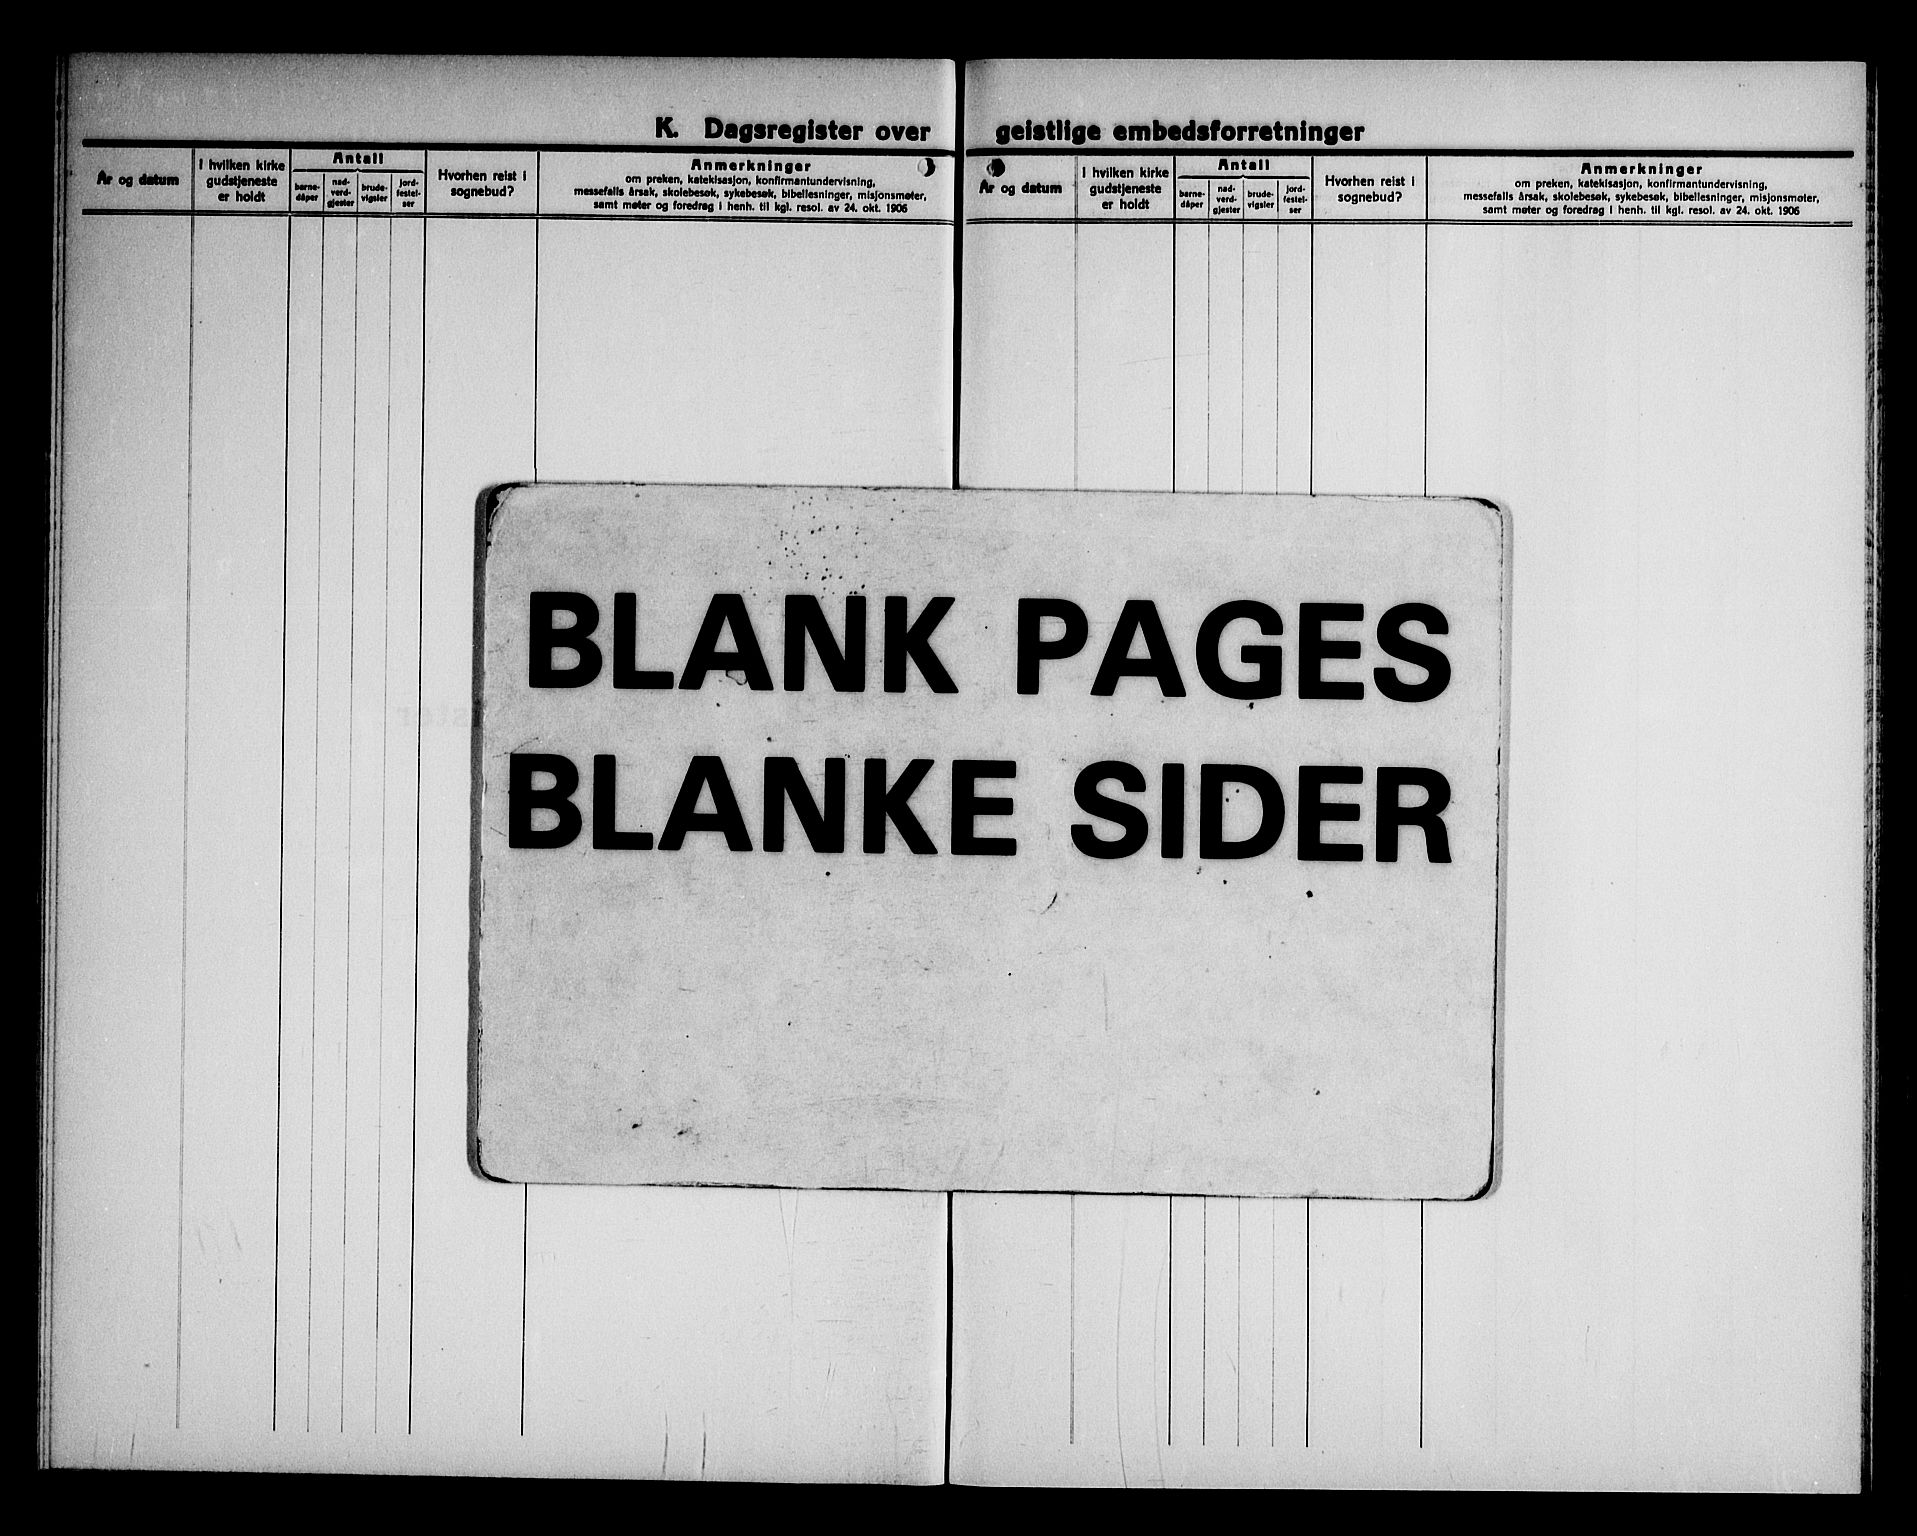 K. Dagsregister over geistlige embedsforretninger
År og datum
I hvilken kirke
gudstjeneste
er holdt
Antall
barne-
dåper
nad-
verd-
gjester
brude-
vigsler
jord-
festel-
ser
Hvorhen reist i
sognebud?
Anmerkninger
om preken, katekisasjon, konfirmantundervisning,
messefalls årsak, skolebesøk, sykebesøk, bibellesninger, misjonsmøter,
samt møter og foredrag i henh. til kgl. resol. av 24. okt. 1906
År og datum
I hvilken kirke
gudstjeneste
er holdt
Antall
barne-
dåper
nad-
verd-
gjester
brude-
vigsler
jord-
festel-
ser
Hvorhen reist i
sognebud?
Anmerkninger
om preken, katekisasjon, konfirmantundervisning,
messefalls årsak, skolebesøk, sykebesøk, bibellesninger, misjonsmøter,
samt møter og foredrag i henh. til kgl. resol. av 24. okt. 1906
BLANK PAGES
BLANKE SIDER